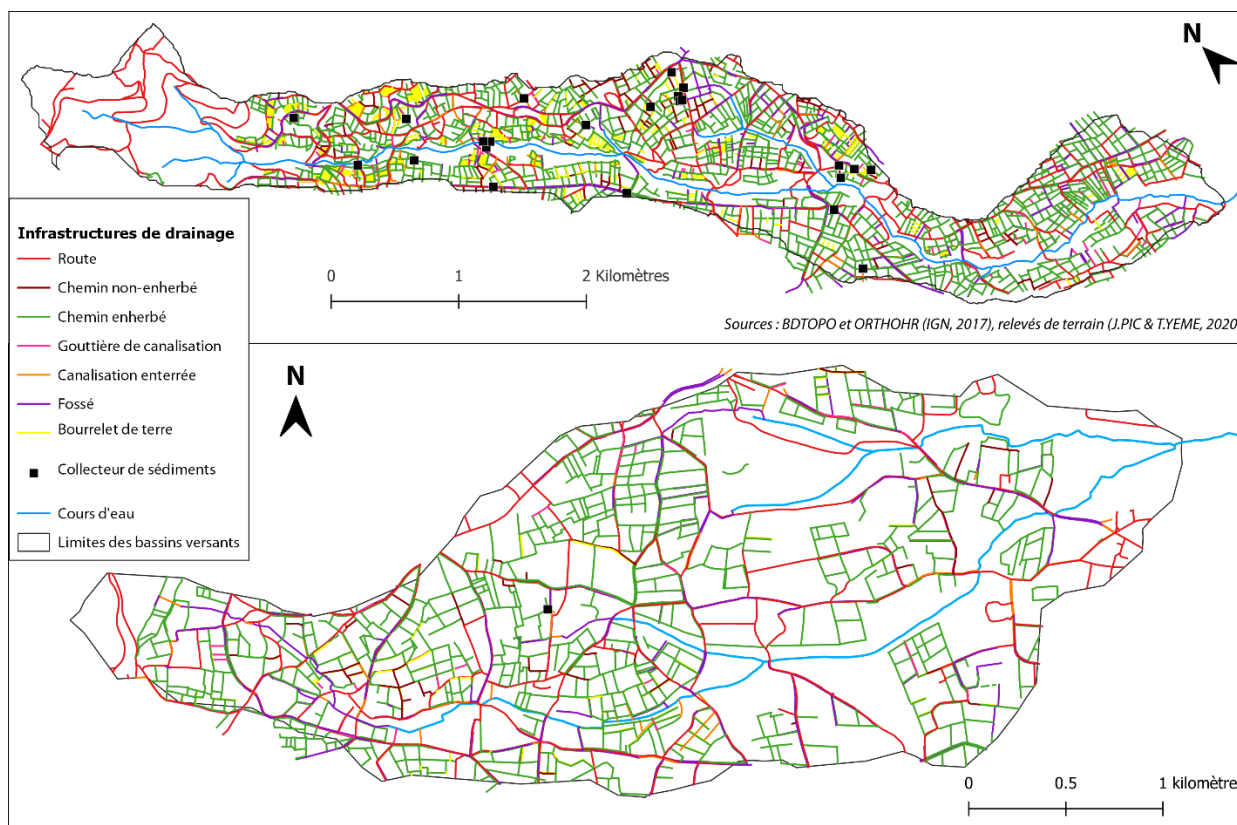 N
Infrastructures de drainage
Route
Chemin non-enherbé
Chemin enherbé
Gouttière de canalisation
Canalisation enterrée
Fossé
Bourrelet de terre
Collecteur de sédiments
Cours d'eau
Limites des bassins versants
0 1 2 Kilomètres
Sources : BDTOPO et ORTHOHR (IGN, 2017), relevés de terrain (J.PIC & T.YEME, 2020
N
0 0.5 1 kilomètre